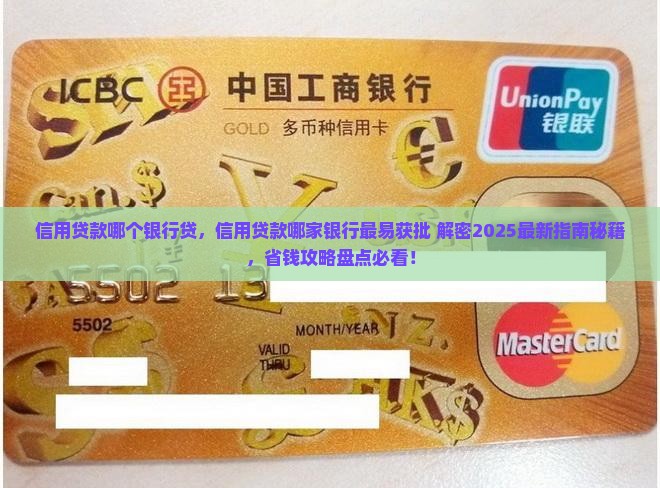 ICBC 中国工商银行
UnionPay
银联
GOLD 多币种信用卡
信用贷款哪个银行贷，信用贷款哪家银行最易获批 解密2025最新指南秘籍
，省钱攻略盘点必看！
5502 13
5502
MONTH/YEAR
VALID
THRU
MasterCard